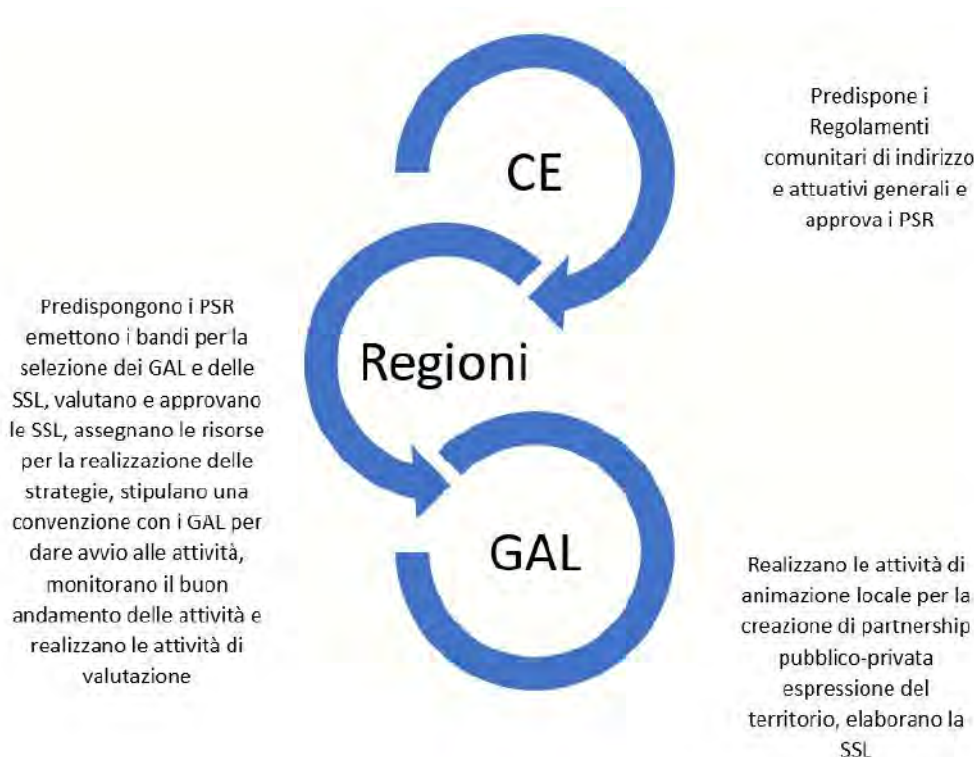 CE
Predispone i
Regolamenti
comunitari di indirizzo
e attuativi generali e
approva i PSR
Regioni
Predispongono i PSR
emettono i bandi per la
selezione dei GAL e delle
SSL, valutano e approvano
le SSL, assegnano le risorse
per la realizzazione delle
strategie, stipulano una
convenzione con i GAL per
dare avvio alle attività,
monitorano il buon
andamento delle attività e
realizzano le attività di
valutazione
GAL
Realizzano le attività di
animazione locale per la
creazione di partnership
pubblico-privata
espressione del
territorio, elaborano la
SSL